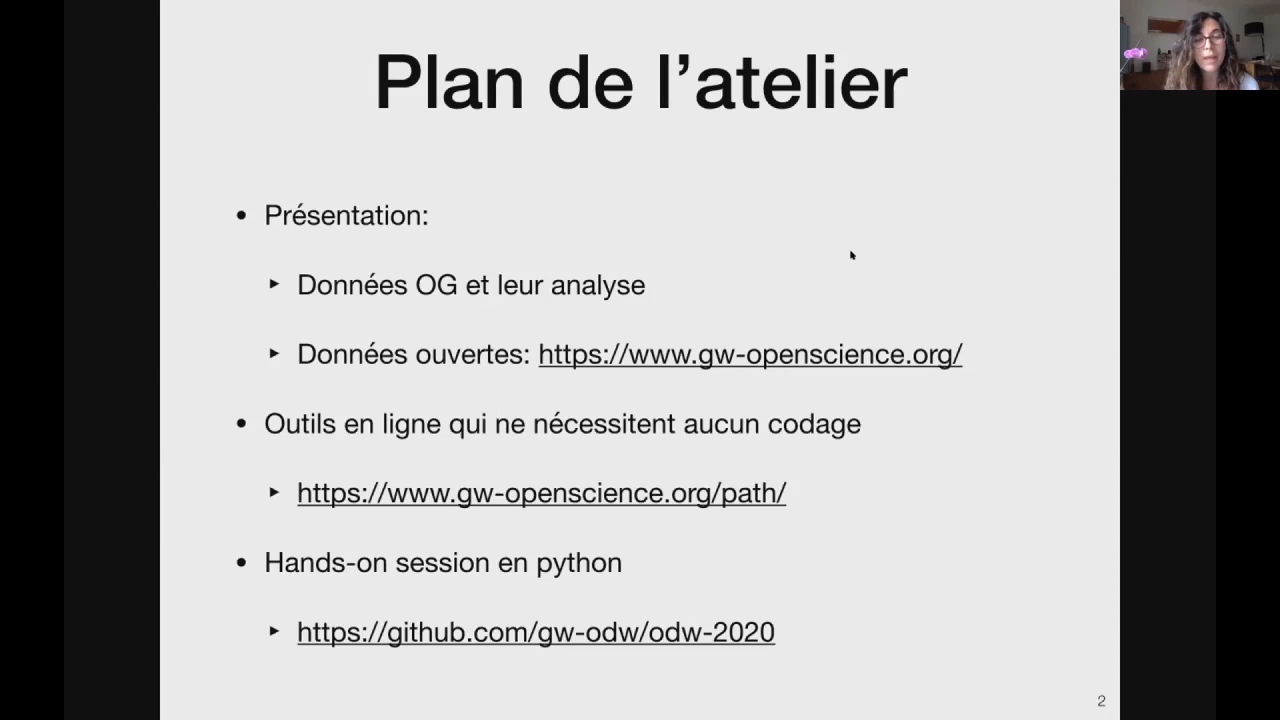 Plan de l’atelier
• Présentation:
‣ Données OG et leur analyse
‣ Données ouvertes: https://www.gw-openscience.org/
• Outils en ligne qui ne nécessitent aucun codage
‣ https://www.gw-openscience.org/path/
• Hands-on session en python
‣ https://github.com/gw-odw/odw-2020
2